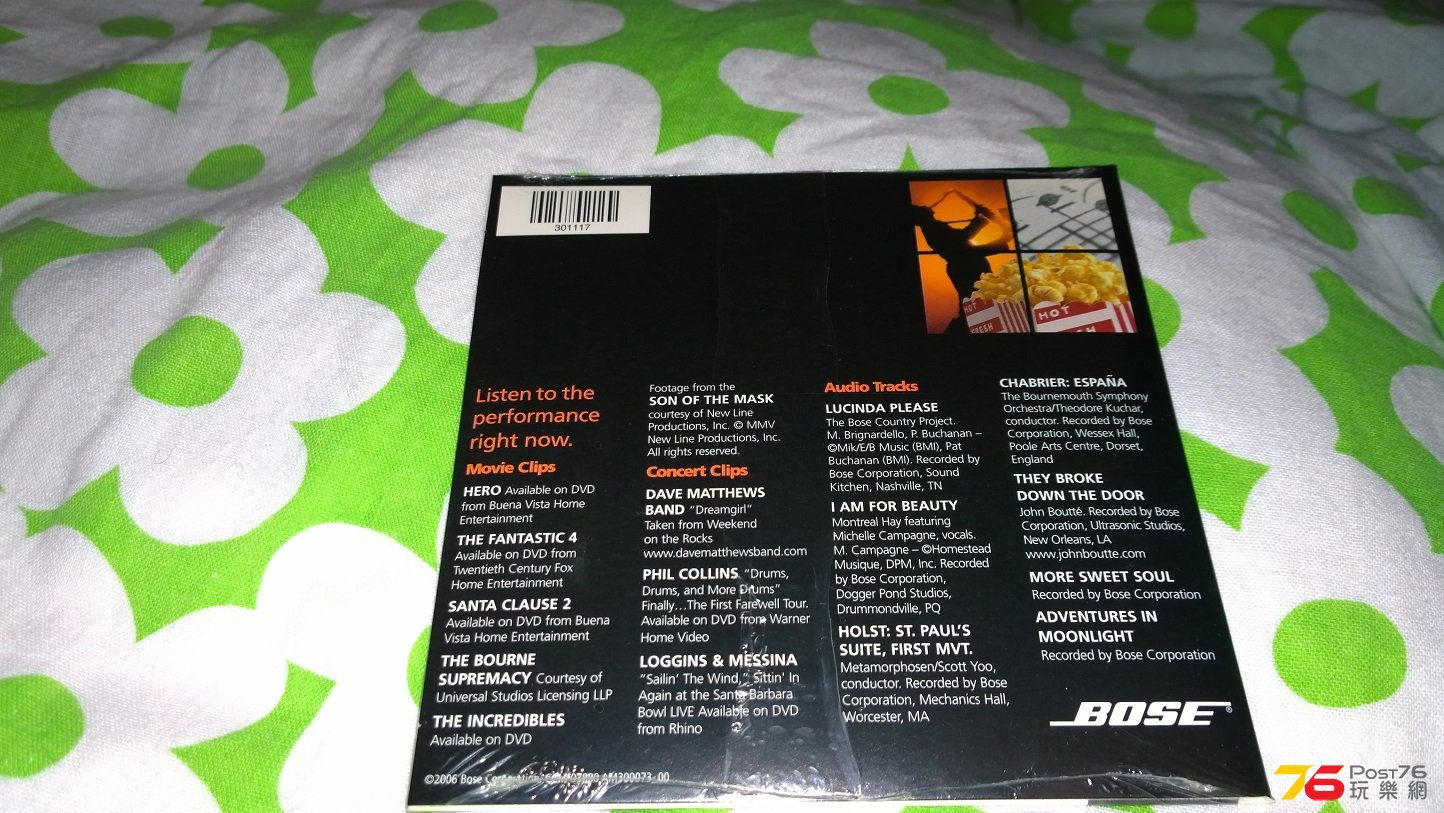 301117
HOT
FRESH
HOT
SH
Listen to the
performance
right now.
Movie Clips
HERO Available on DVD
from Buena Vista Home
Entertainment
THE FANTASTIC 4
Available on DVD from
Twentieth Century Fox
Home Entertainment
SANTA CLAUSE 2
Available on DVD from Buena
Vista Home Entertainment
THE BOURNE
SUPREMACY Courtesy of
Universal Studios Licensing LLP
THE INCREDIBLES
Available on DVD
©2006 Bose AM300073 00
Footage from the
SON OF THE MASK
courtesy of New Line
Productions, Inc. © MMV
New Line Productions, Inc.
All rights reserved.
Concert Clips
DAVE MATTHEWS
BAND "Dreamgirl"
Taken from Weekend
on the Rocks
www.davematthewsband.com
PHIL COLLINS "Drums,
Drums, and More Drums"
Finally...The First Farewell Tour.
Available on DVD from Warner
Home Video
LOGGINS & MESSINA
"Sailin' The Wind," Sittin' In
Again at the Santa Barbara
Bowl LIVE Available on DVD
from Rhino
Audio Tracks
LUCINDA PLEASE
The Bose Country Project.
M. Brignardello, P. Buchanan –
©Mik/E/B Music (BMI), Pat
Buchanan (BMI). Recorded by
Bose Corporation, Sound
Kitchen, Nashville, TN
I AM FOR BEAUTY
Montreal Hay featuring
Michelle Campagne, vocals.
M. Campagne – ©Homestead
Musique, DPM, Inc. Recorded
by Bose Corporation,
Dogger Pond Studios,
Drummondville, PQ
HOLST: ST. PAUL'S
SUITE, FIRST MVT.
Metamorphosen/Scott Yoo,
conductor. Recorded by Bose
Corporation, Mechanics Hall,
Worcester, MA
CHABRIER: ESPAÑA
The Bournemouth Symphony
Orchestra/Theodore Kuchar,
conductor. Recorded by Bose
Corporation, Wessex Hall,
Poole Arts Centre, Dorset,
England
THEY BROKE
DOWN THE DOOR
John Boutté. Recorded by Bose
Corporation, Ultrasonic Studios,
New Orleans, LA
www.johnboutte.com
MORE SWEET SOUL
Recorded by Bose Corporation
ADVENTURES IN
MOONLIGHT
Recorded by Bose Corporation
BOSE®
76 Post76
玩樂網